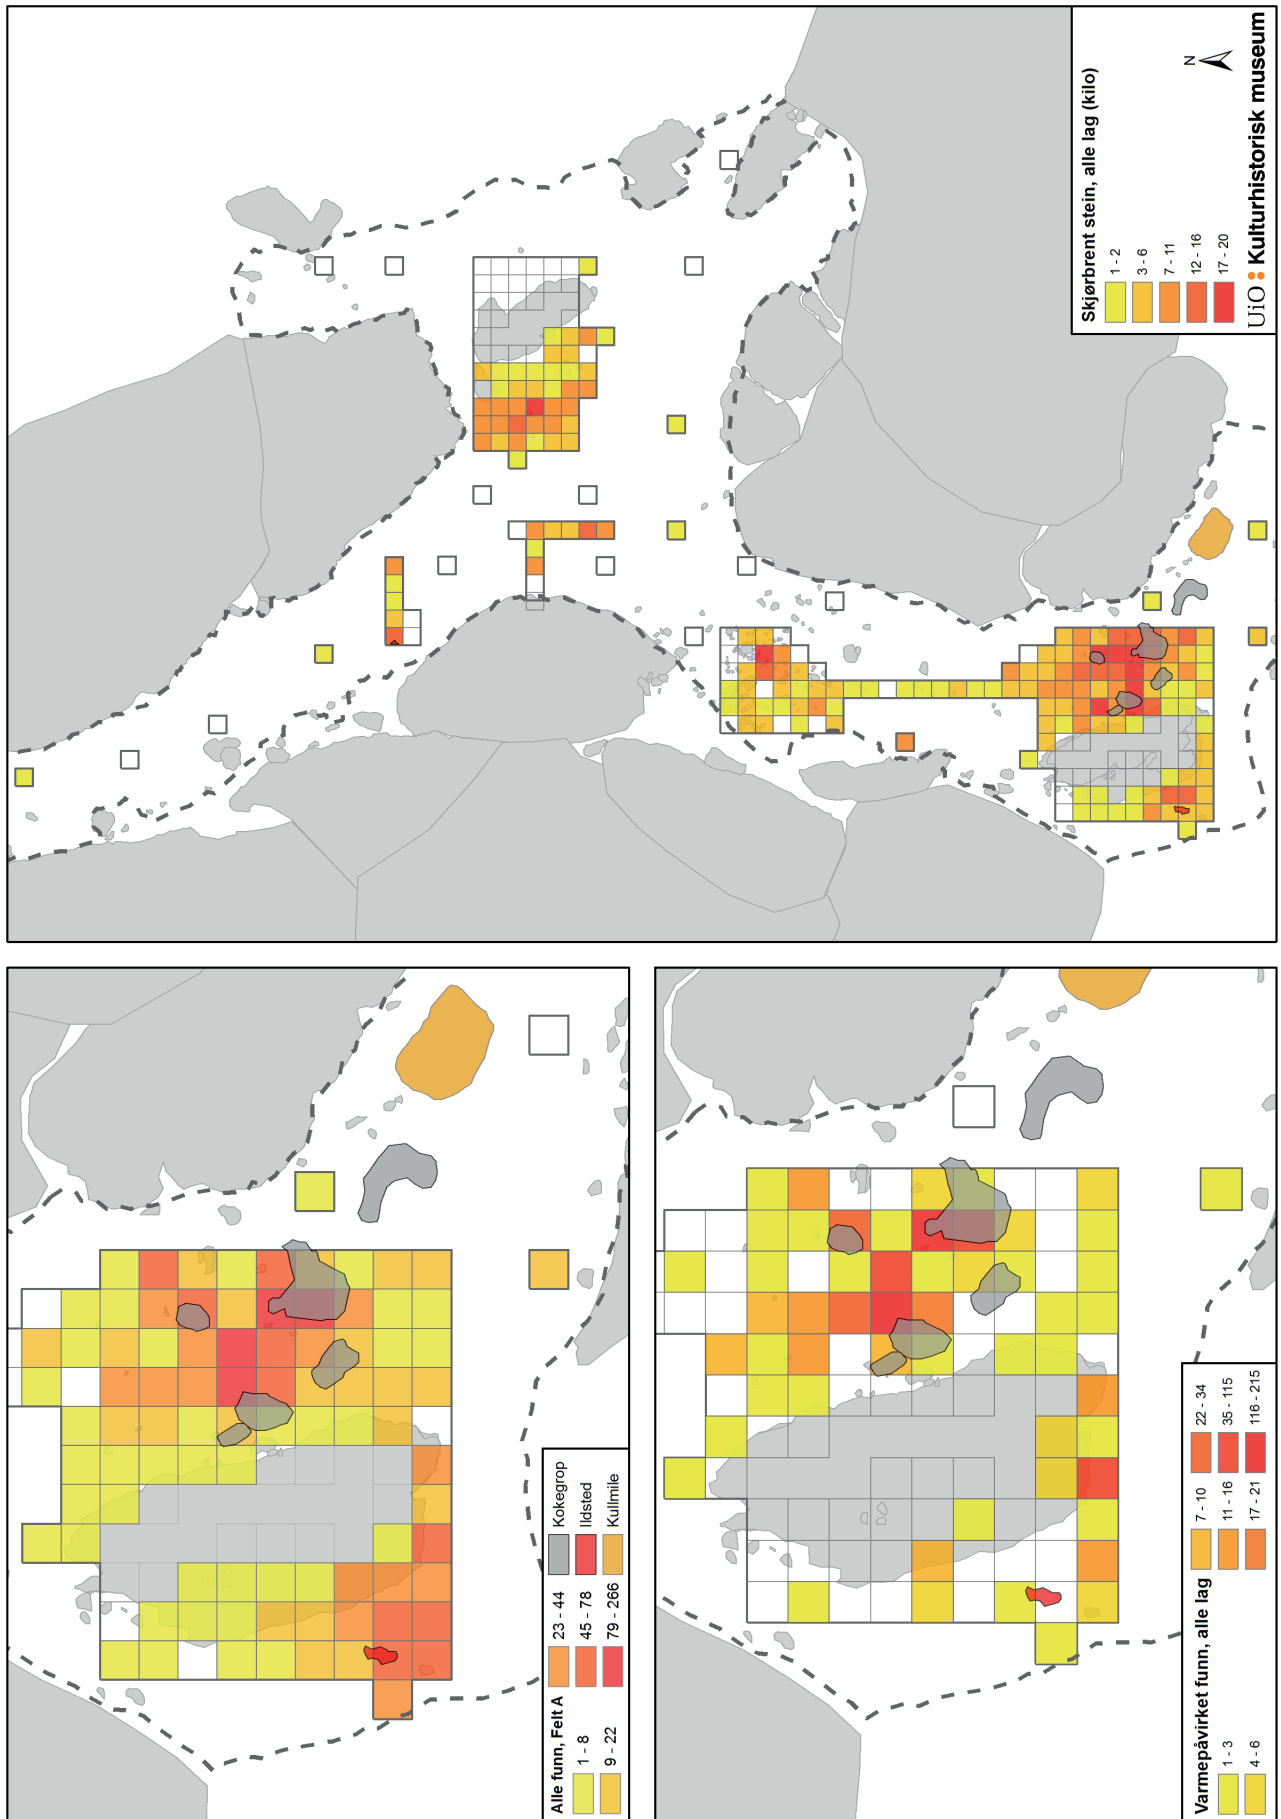 Skjørbrent stein, alle lag (kilo)
1 - 2
3 - 6
7 - 11
12 - 16
17 - 20
N
UiO Kulturhistorisk museum
Alle funn, Felt A
1 - 8
9 - 22
23 - 44
45 - 78
79 - 266
Kokegrop
Ildsted
Kullmile
Varmepåvirket funn, alle lag
1 - 3
4 - 6
7 - 10
11 - 16
17 - 21
22 - 34
35 - 115
116 - 215